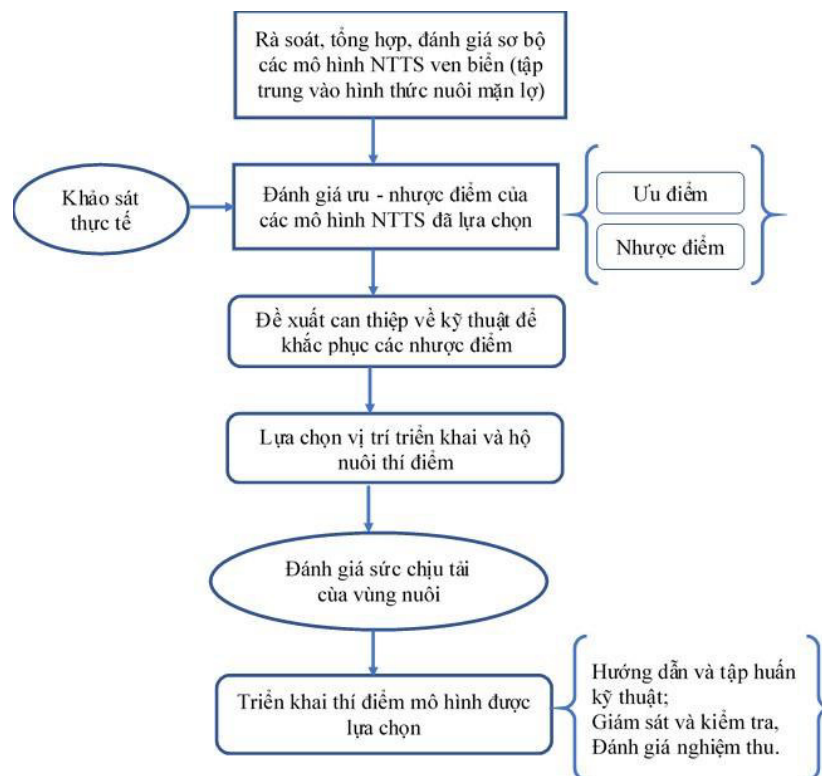 Rà soát, tổng hợp, đánh giá sơ bộ
các mô hình NTTS ven biển (tập
trung vào hình thức nuôi mặn lợ)
Khảo sát
thực tế
Đánh giá ưu - nhược điểm của
các mô hình NTTS đã lựa chọn
Ưu điểm
Nhược điểm
Đề xuất can thiệp về kỹ thuật để
khắc phục các nhược điểm
Lựa chọn vị trí triển khai và hộ
nuôi thí điểm
Đánh giá sức chịu tải
cùa vùng nuôi
Triển khai thí điểm mô hình được
lựa chọn
Hướng dẫn và tập huấn
kỹ thuật;
Giám sát và kiểm tra,
Đánh giá nghiệm thu.